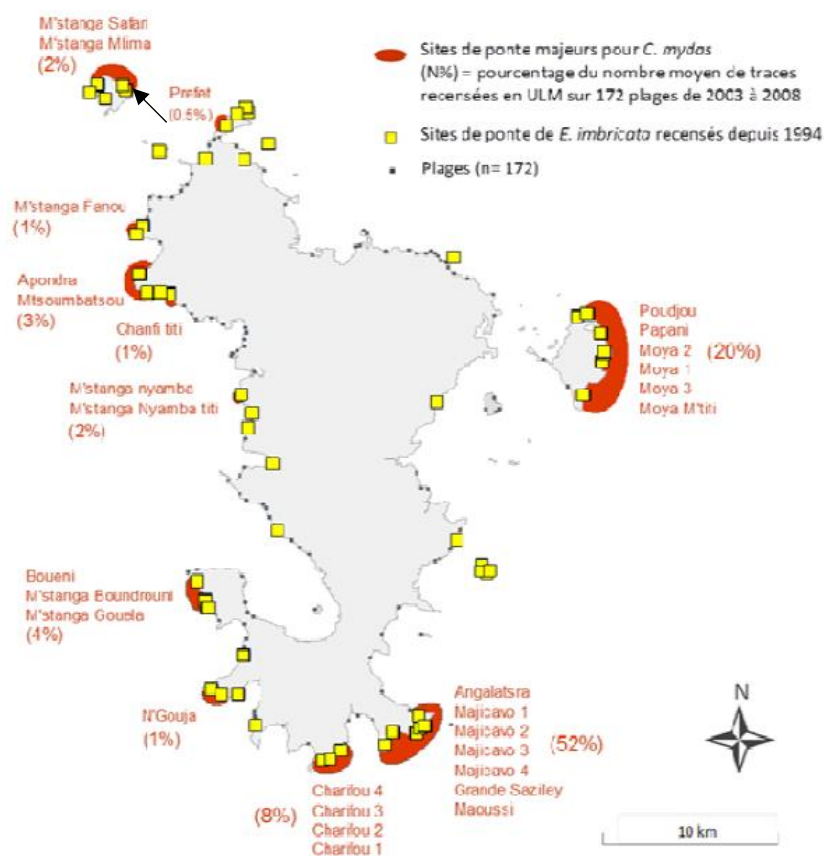 M'stanga Safari
M'stanga Mlima
(2%)
Sites de ponte majeurs pour C. mydas
(N%) = pourcentage du nombre moyen de traces
recensées en ULM sur 172 plages de 2003 à 2008
Prefet
(0.5%)
Sites de ponte de E. imbricata recensés depuis 1994
Plages (n= 172)
M'stanga Fanou
(1%)
Apondra
Mtsoumbatsou
(3%)
Chanfi titi
(1%)
Poudjou
Papani
Moya 2
Moya 1
Moya 3
Moya M'titi
(20%)
M'stanga nyamba
M'stanga Nyamba titi
(2%)
Boueni
M'stanga Boundrouni
M'stanga Gouela
(4%)
N'Gouja
(1%)
Angalatsra
Majicavo 1
Majicavo 2
Majicavo 3
Majicavo 4
Grande Saziley
Maoussi
(52%)
N
(8%)
Charifou 4
Charifou 3
Charifou 2
Charifou 1
10 km